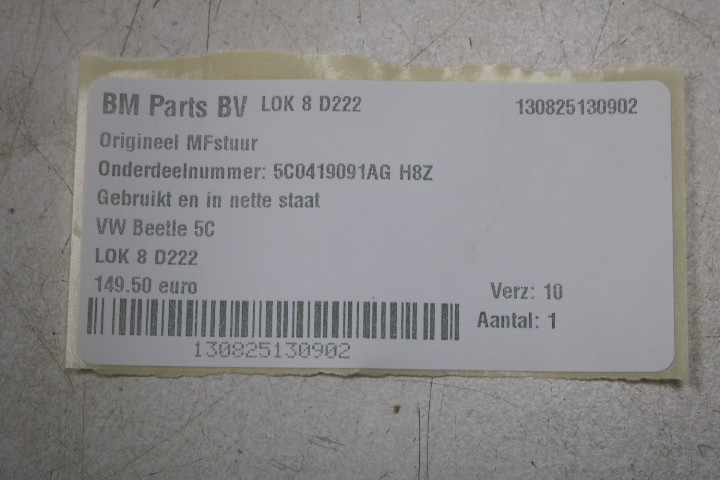 BM Parts BV LOK 8 D222 130825130902
Origineel MFstuur
Onderdeelnummer: 5C0419091AG H8Z
Gebruikt en in nette staat
VW Beetle 5C
LOK 8 D222
149.50 euro Verz: 10
Aantal: 1
130825130902